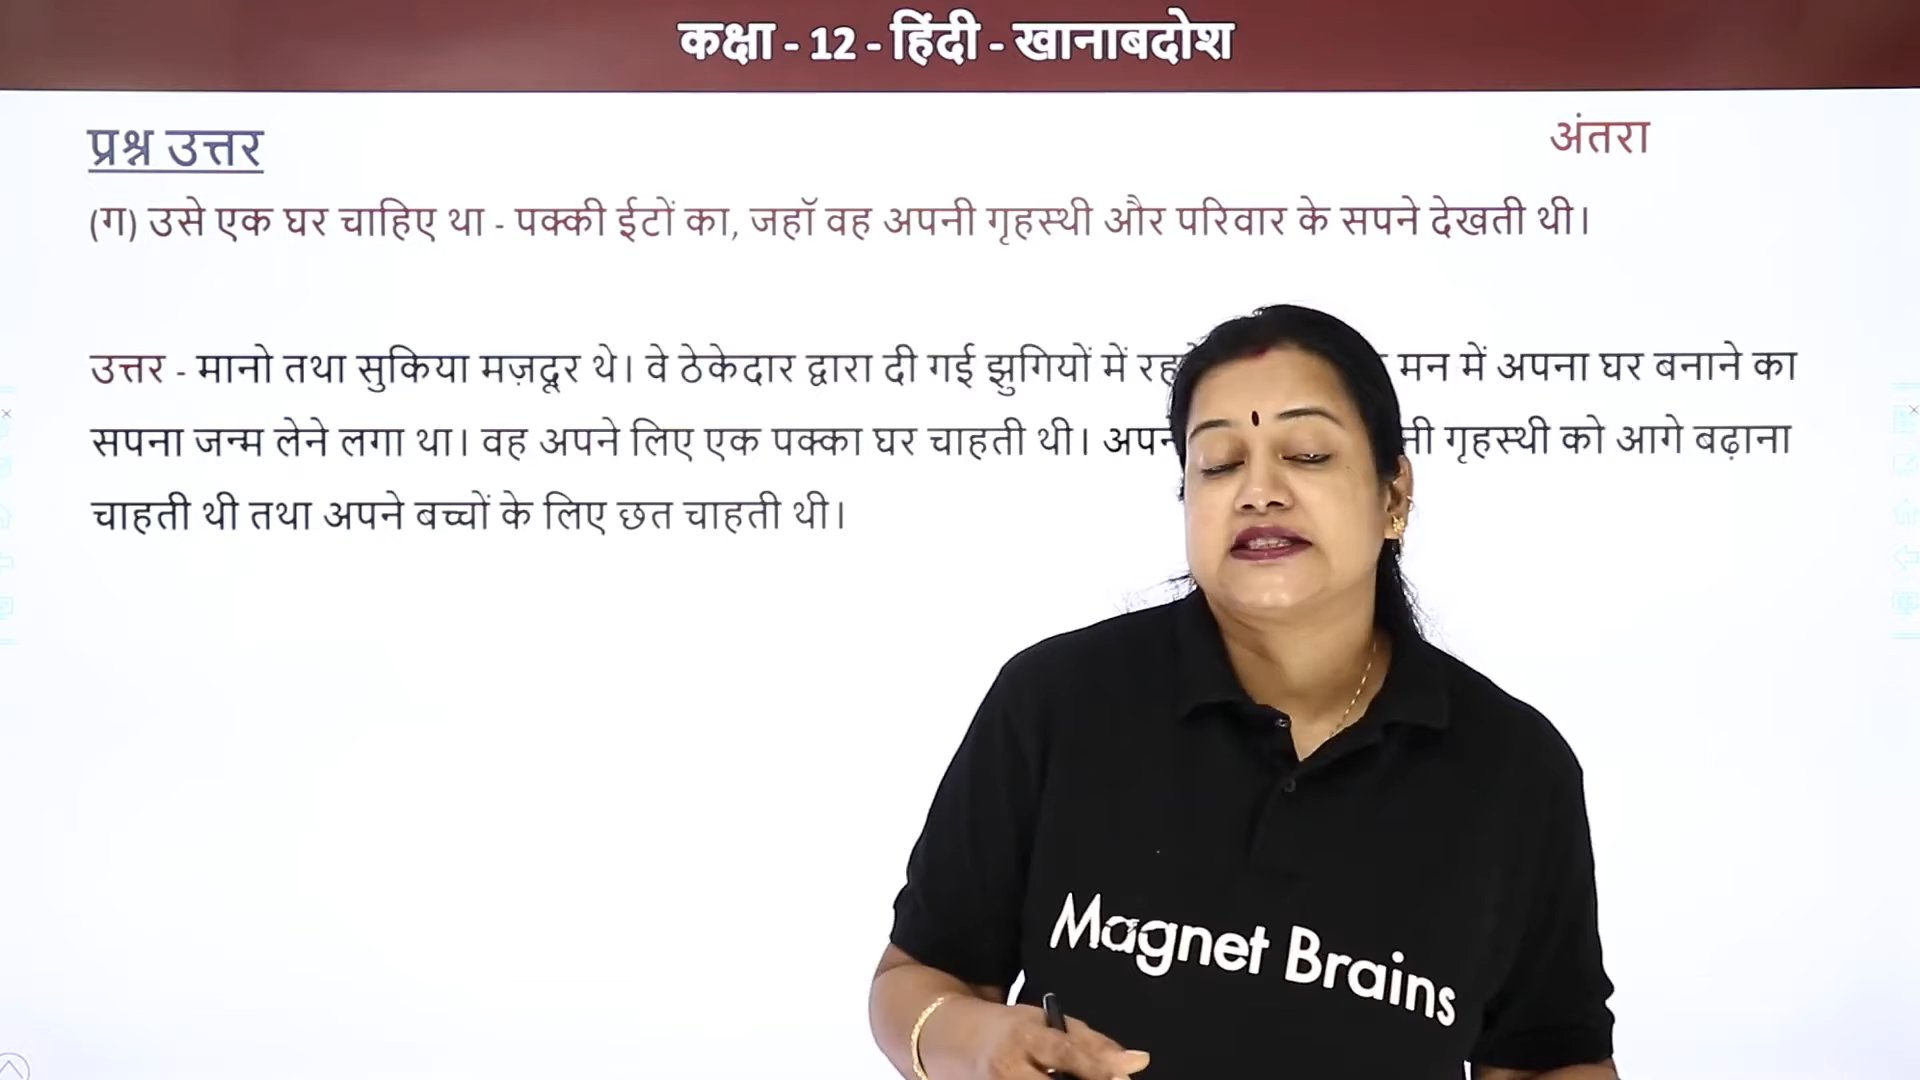 कक्षा - 12 - हिंदी - खानाबदोश
प्रश्न उत्तर
अंतरा
(ग) उसे एक घर चाहिए था - पक्की ईटों का, जहाॅ वह अपनी गृहस्थी और परिवार के सपने देखती थी।
उत्तर - मानो तथा सुकिया मज़दूर थे। वे ठेकेदार द्वारा दी गई झुगियों में मन में अपना घर बनाने का
सपना जन्म लेने लगा था। वह अपने लिए एक पक्का घर चाहती थी। गृहस्थी को आगे बढ़ाना
चाहती थी तथा अपने बच्चों के लिए छत चाहती थी।
Magnet Brains